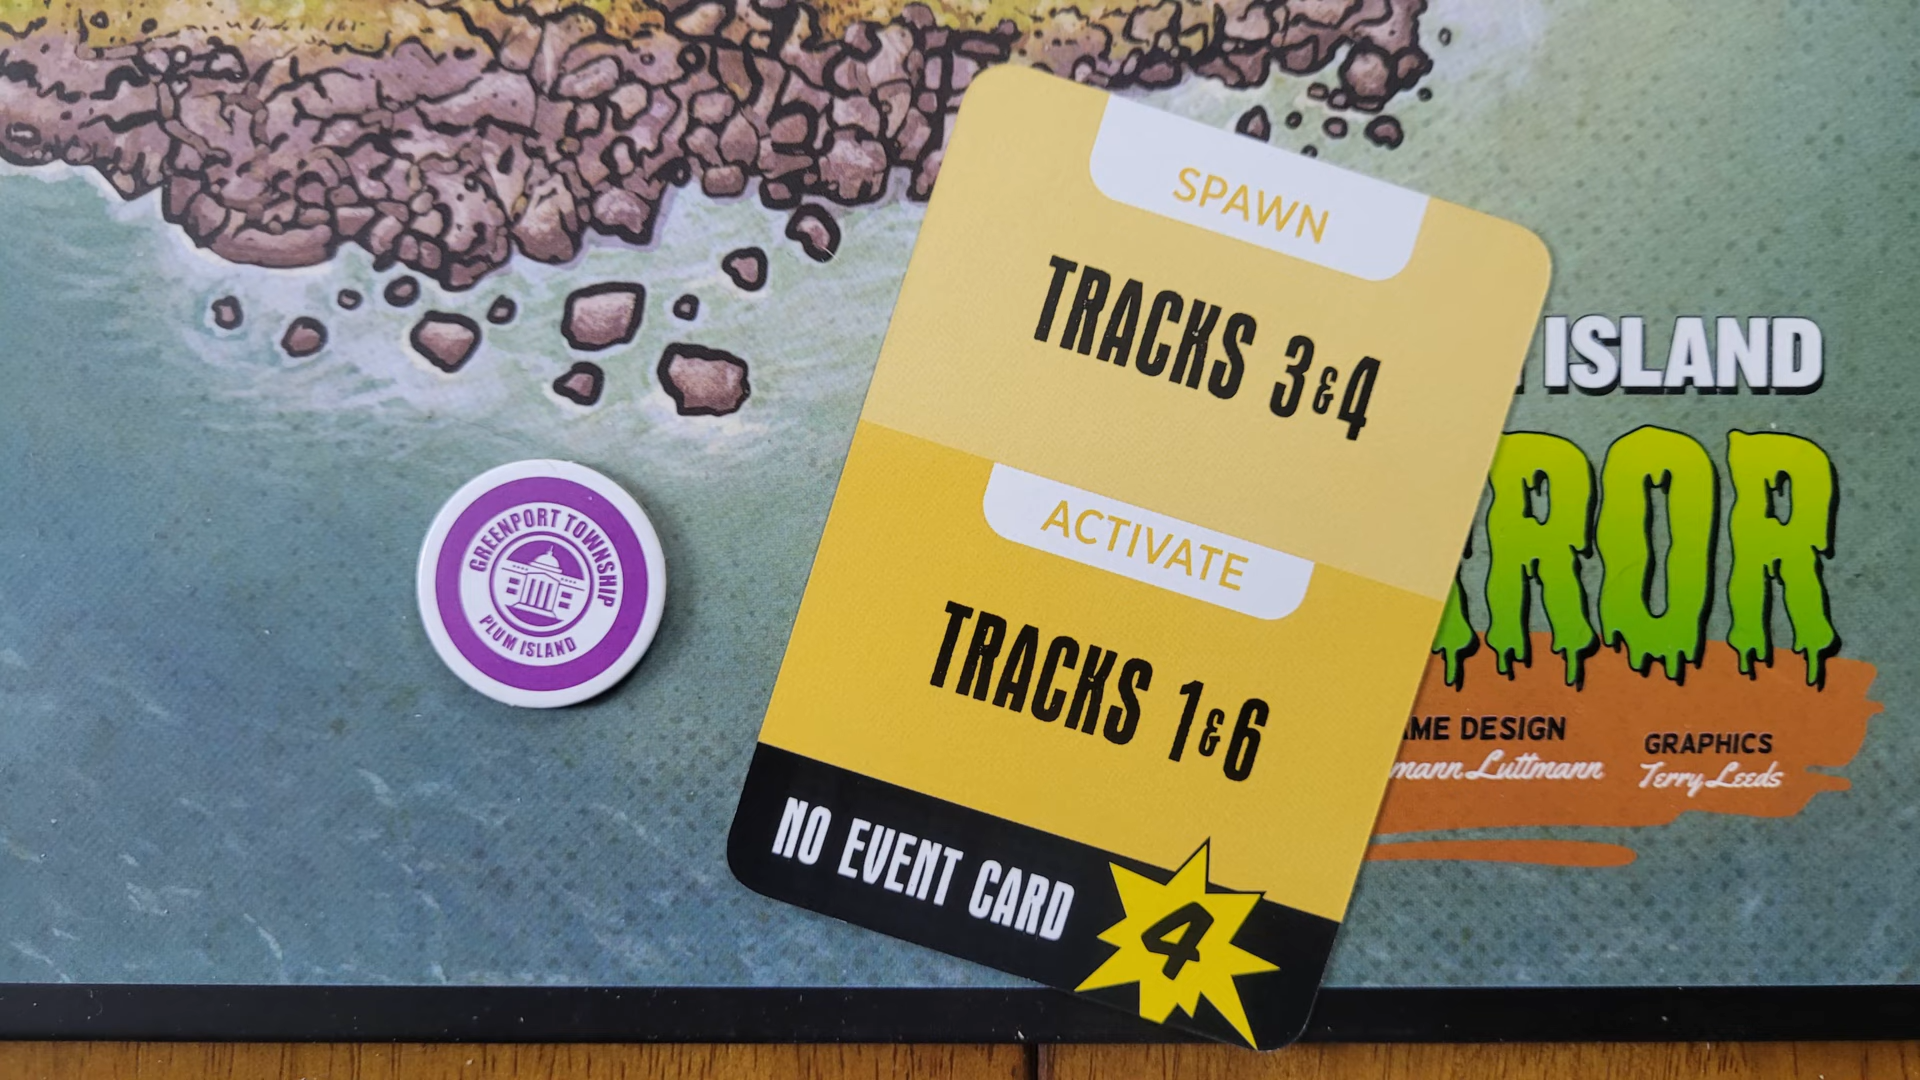 SPAWN
TRACKS 3&4
ACTIVATE
TRACKS 1&6
NO EVENT CARD
4
GREENPORT TOWNSHIP
PLUM ISLAND
ISLAND
ROR
DESIGN
Luttmann
GRAPHICS
Terry Leeds